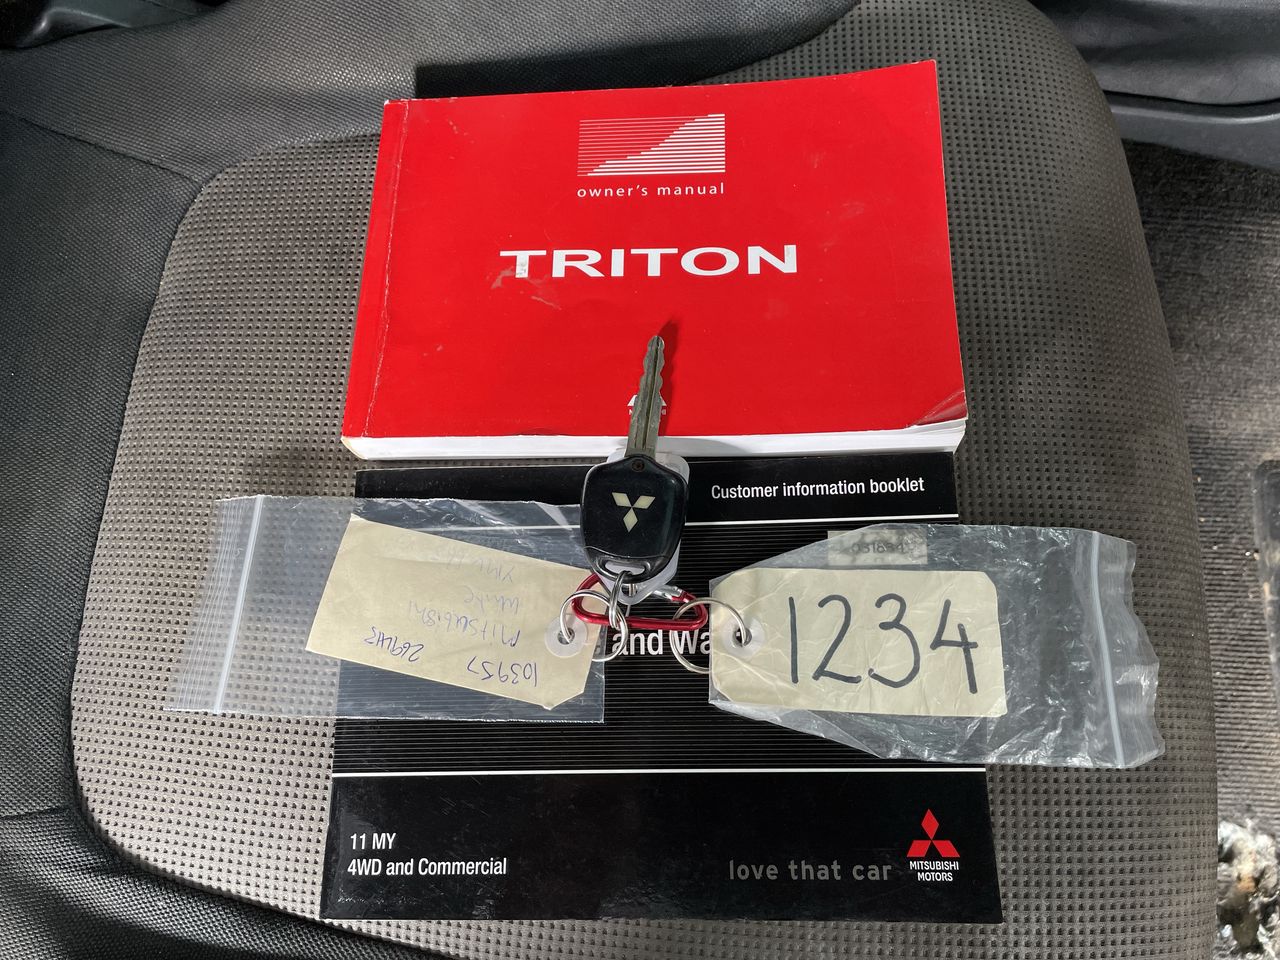 owner's manual
TRITON
Customer information booklet
and Wa
1234
103957
269445
Mitsubishi
White
11 MY
4WD and Commercial
love that car
MITSUBISHI
MOTORS